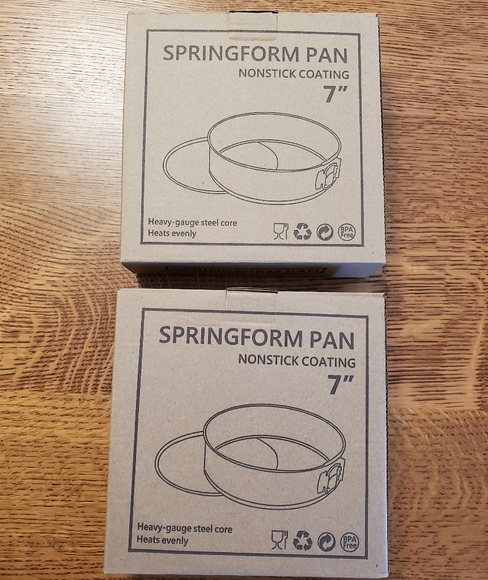 SPRINGFORM PAN
NONSTICK COATING
7”
Heavy-gauge steel core
Heats evenly
BPA
Free
SPRINGFORM PAN
NONSTICK COATING
7”
Heavy-gauge steel core
Heats evenly
BPA
Free